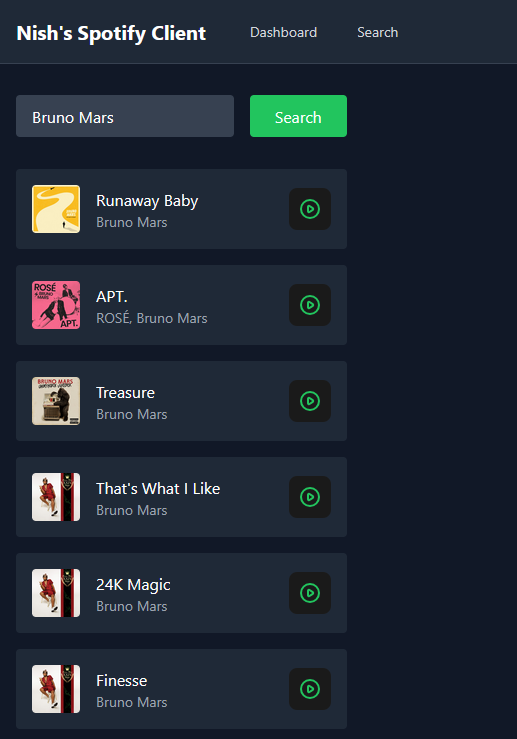 Nish's Spotify Client
Dashboard
Search
Bruno Mars
Search
Runaway Baby
Bruno Mars
ROSÉ
& BRUNO
MARS
APT.
APT.
ROSÉ, Bruno Mars
BRUNO MARS
Treasure
Bruno Mars
That's What I Like
Bruno Mars
24K Magic
Bruno Mars
Finesse
Bruno Mars